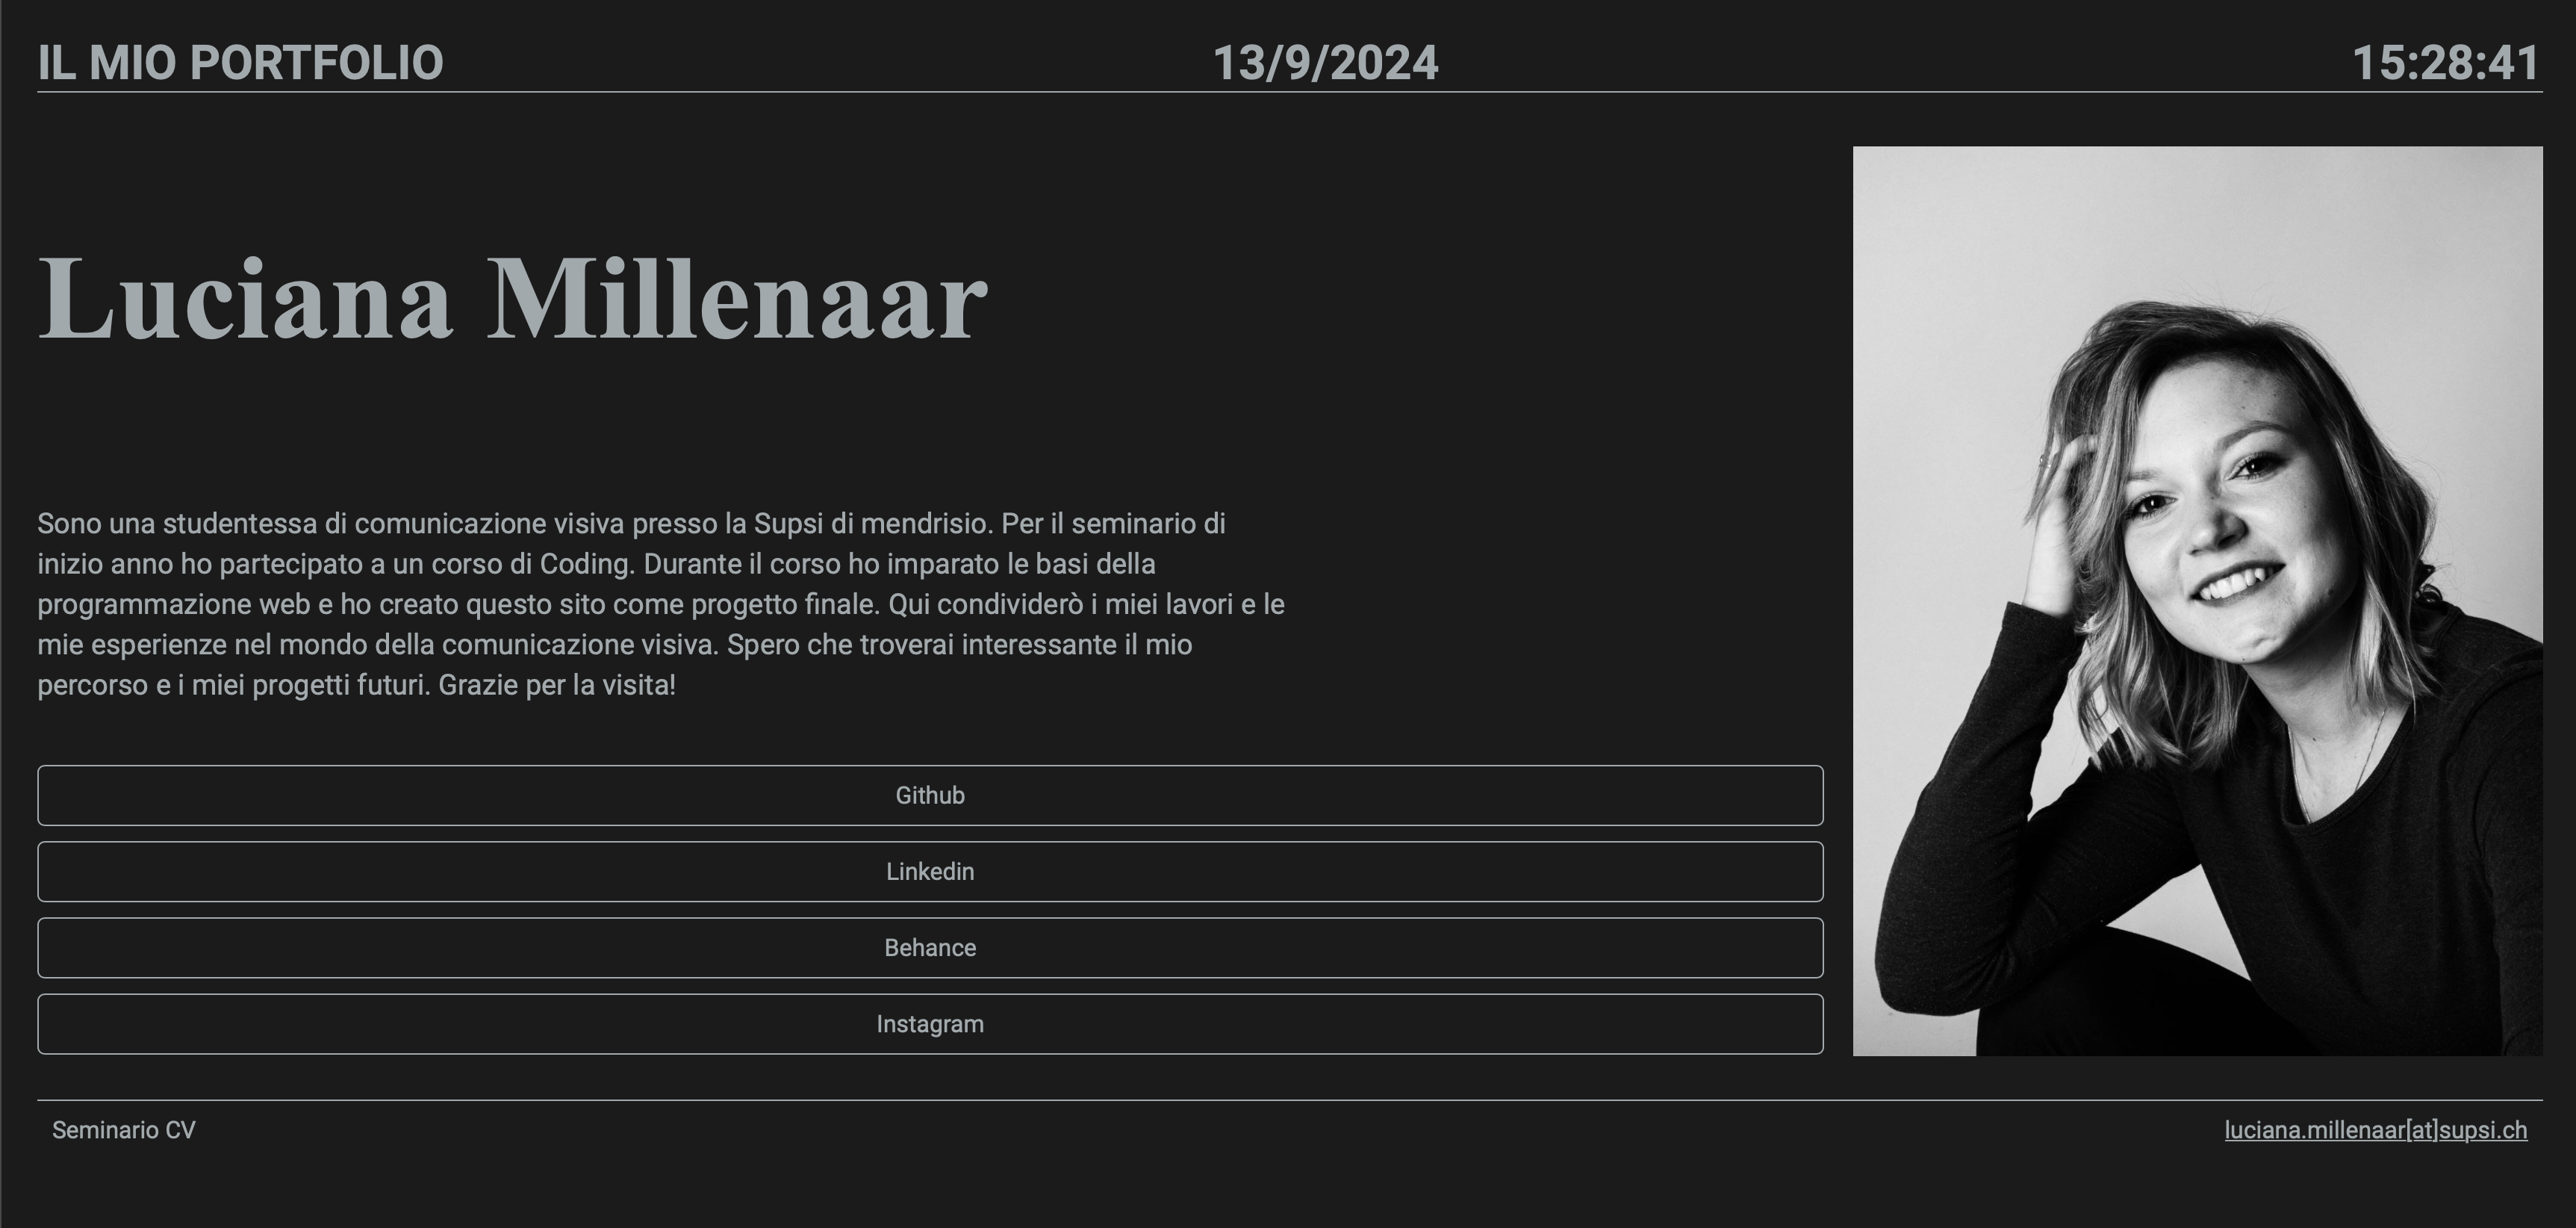 IL MIO PORTFOLIO
13/9/2024
15:28:41
Luciana Millenaar
Sono una studentessa di comunicazione visiva presso la Supsi di mendrisio. Per il seminario di
inizio anno ho partecipato a un corso di Coding. Durante il corso ho imparato le basi della
programmazione web e ho creato questo sito come progetto finale. Qui condividerò i miei lavori e le
mie esperienze nel mondo della comunicazione visiva. Spero che troverai interessante il mio
percorso e i miei progetti futuri. Grazie per la visita!
Github
Linkedin
Behance
Instagram
Seminario CV
luciana.millenaar[at]supsi.ch